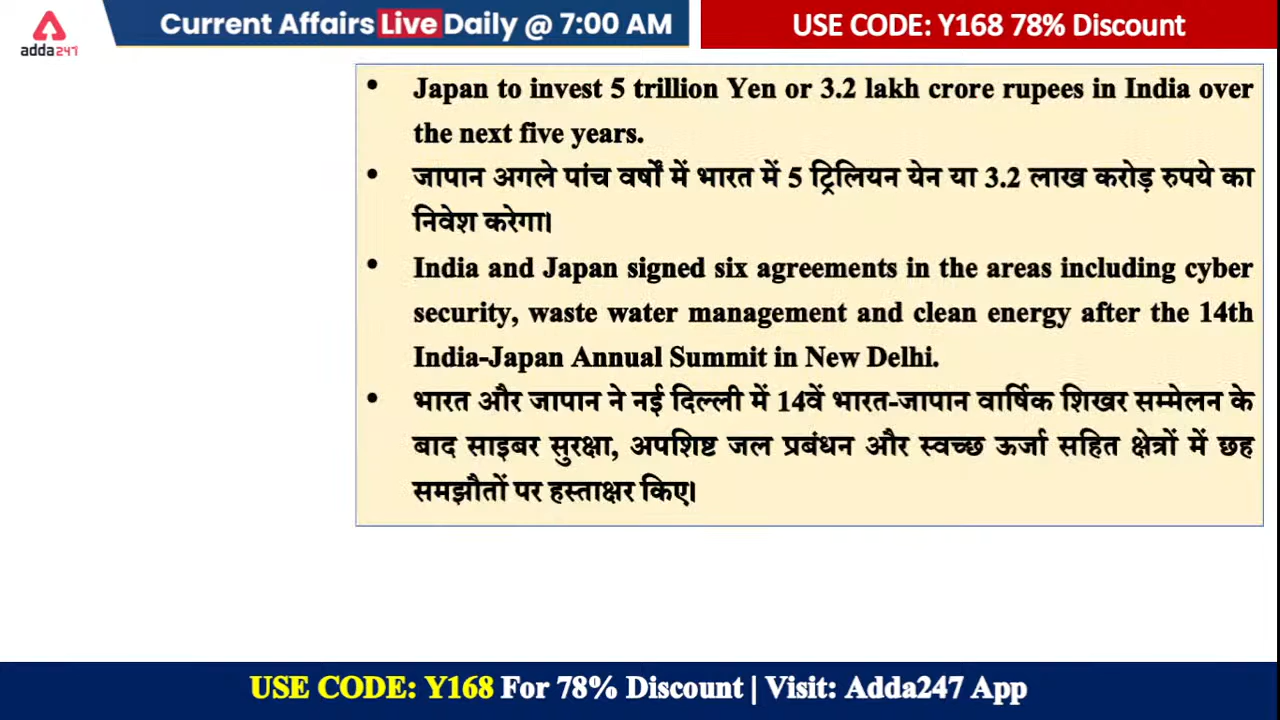 adda247
Current Affairs Live Daily @ 7:00 AM
USE CODE: Y168 78% Discount
• Japan to invest 5 trillion Yen or 3.2 lakh crore rupees in India over
the next five years.
• जापान अगले पांच वर्षों में भारत में 5 ट्रिलियन येन या 3.2 लाख करोड़ रुपये का
निवेश करेगा।
• India and Japan signed six agreements in the areas including cyber
security, waste water management and clean energy after the 14th
India-Japan Annual Summit in New Delhi.
• भारत और जापान ने नई दिल्ली में 14वें भारत-जापान वार्षिक शिखर सम्मेलन के
बाद साइबर सुरक्षा, अपशिष्ट जल प्रबंधन और स्वच्छ ऊर्जा सहित क्षेत्रों में छह
समझौतों पर हस्ताक्षर किए।
USE CODE: Y168 For 78% Discount | Visit: Adda247 App